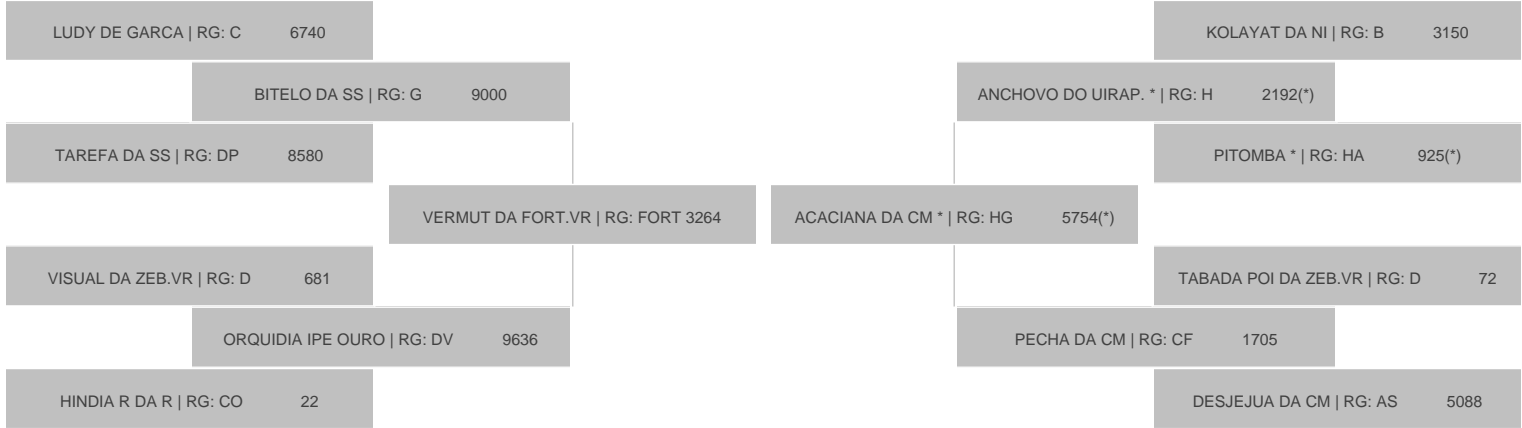 LUDY DE GARCA | RG: C 6740
KOLAYAT DA NI | RG: B 3150
BITELO DA SS | RG: G 9000
ANCHOVO DO UIRAP. * | RG: H 2192(*)
TAREFA DA SS | RG: DP 8580
PITOMBA * | RG: HA 925(*)
VERMUT DA FORT.VR | RG: FORT 3264
ACACIANA DA CM * | RG: HG 5754(*)
VISUAL DA ZEB.VR | RG: D 681
TABADA POI DA ZEB.VR | RG: D 72
ORQUIDIA IPE OURO | RG: DV 9636
PECHA DA CM | RG: CF 1705
HINDIA R DA R | RG: CO 22
DESJEJUA DA CM | RG: AS 5088